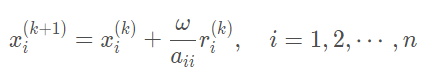 $x_i^{(k+1)} = x_i^{(k)} + \frac{\omega}{a_{ii}} r_i^{(k)}, \quad i = 1, 2, \cdots, n$